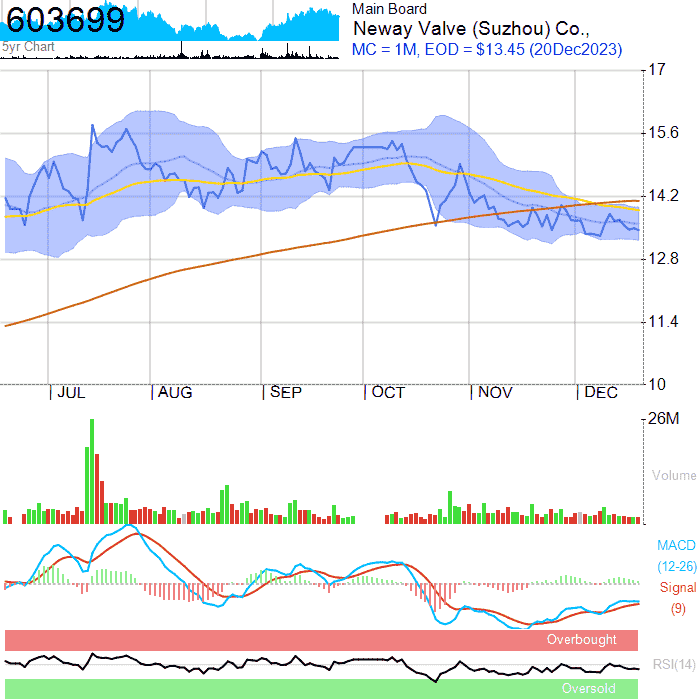 603699
5yr Chart
Main Board
Neway Valve (Suzhou) Co.,
MC = 1M, EOD = $13.45 (20Dec2023)
17
15.6
14.2
12.8
11.4
10
JUL
AUG
SEP
OCT
NOV
DEC
26M
Volume
MACD
(12-26)
Signal
(9)
Overbought
RSI(14)
Oversold